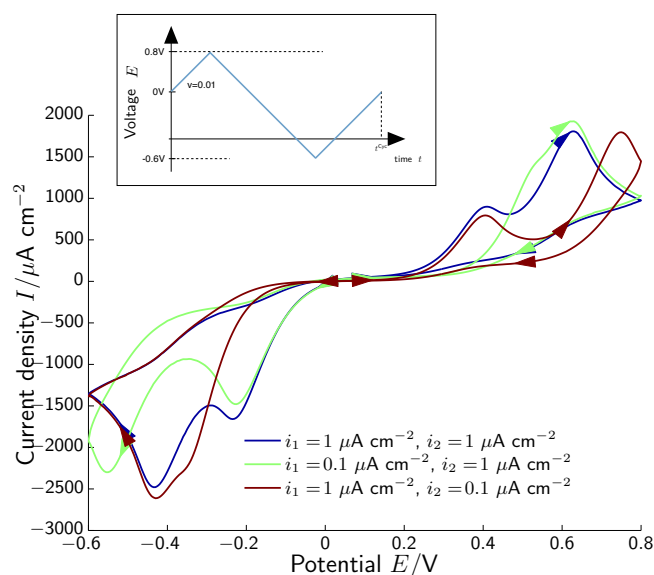 0.8V
0V
-0.6V
v=0.01
Voltage E
t^cyc
time t
2000
1500
1000
500
0
−500
−1000
−1500
−2000
−2500
−3000
Current density I/μA cm⁻²
i₁ = 1 μA cm⁻², i₂ = 1 μA cm⁻²
i₁ = 0.1 μA cm⁻², i₂ = 1 μA cm⁻²
i₁ = 1 μA cm⁻², i₂ = 0.1 μA cm⁻²
−0.6 −0.4 −0.2 0 0.2 0.4 0.6 0.8
Potential E/V